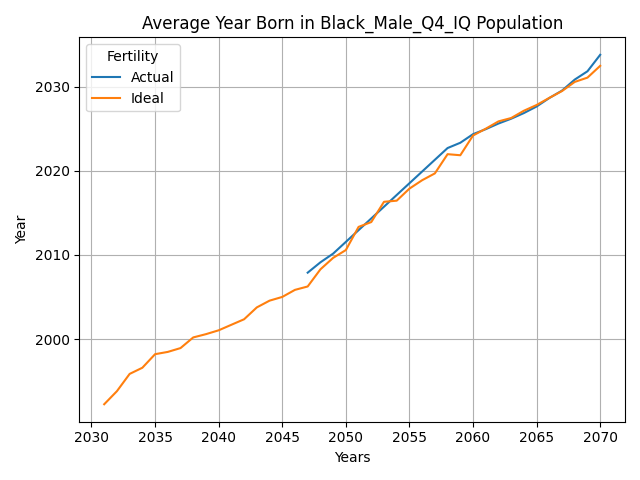 Average Year Born in Black_Male_Q4_IQ Population
Fertility
Actual
Ideal
Year
2030
2020
2010
2000
2030 2035 2040 2045 2050 2055 2060 2065 2070
Years